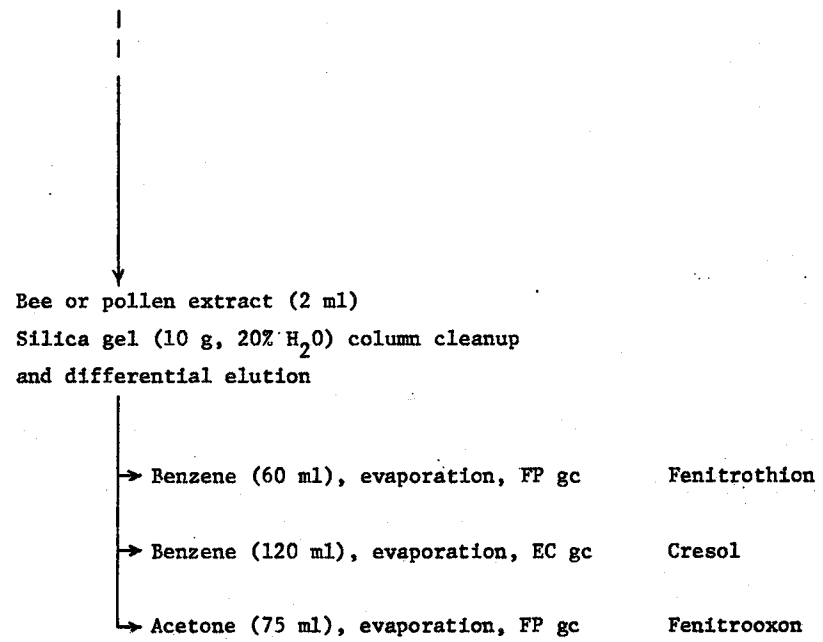 Bee or pollen extract (2 ml)
Silica gel (10 g, 20% H2O) column cleanup
and differential elution
Benzene (60 ml), evaporation, FP gc Fenitrothion
Benzene (120 ml), evaporation, EC gc Cresol
Acetone (75 ml), evaporation, FP gc Fenitrooxon